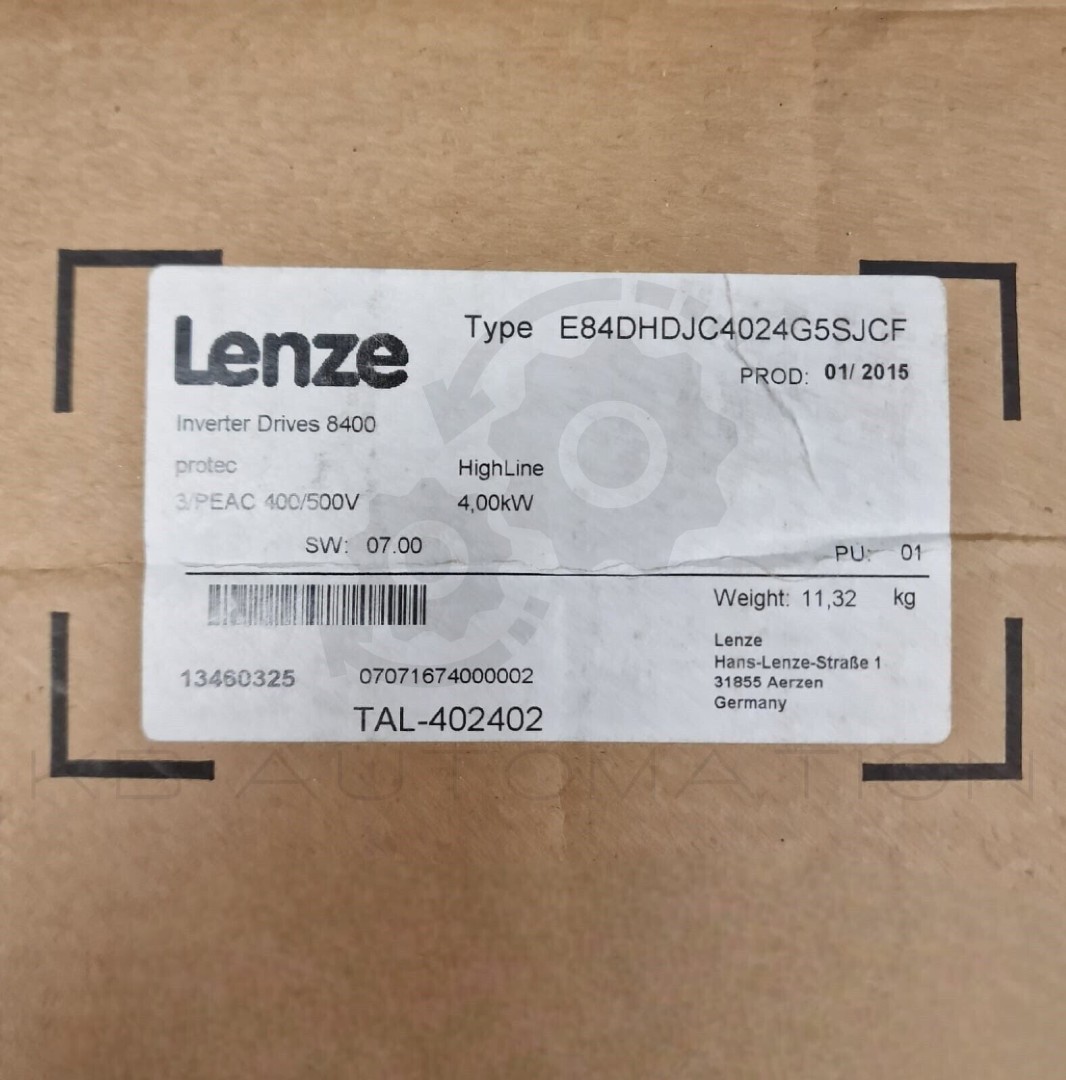 Lenze
Type E84DHDJC4024G5SJCF
PROD: 01/ 2015
Inverter Drives 8400
protec HighLine
3/PEAC 400/500V 4,00kW
SW: 07.00
PU: 01
Weight: 11,32 kg
Lenze
Hans-Lenze-Straße 1
31855 Aerzen
Germany
13460325 07071674000002
TAL-402402
KB AUTOMATION